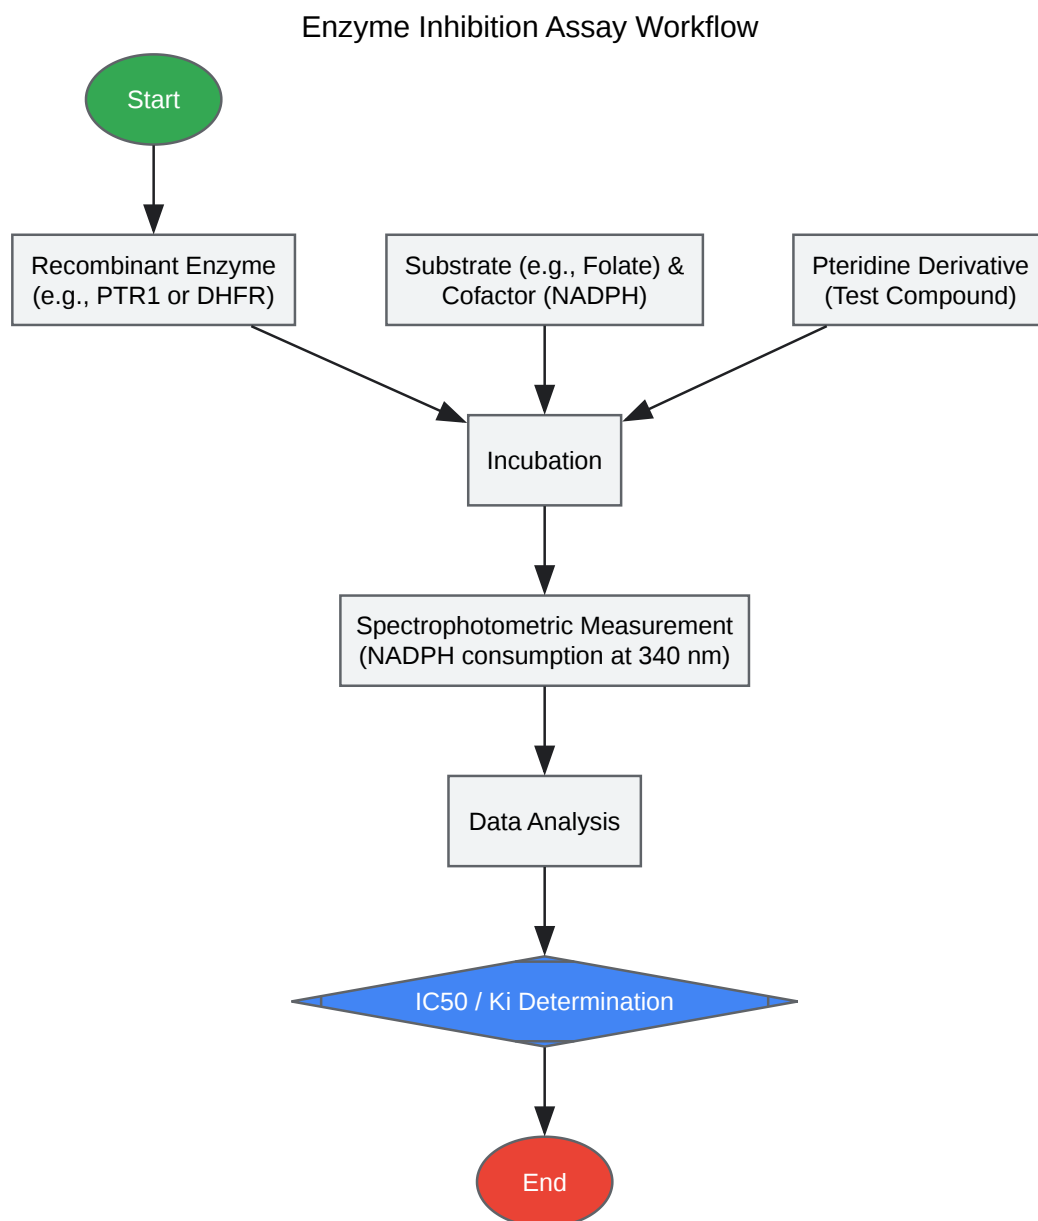 Enzyme Inhibition Assay Workflow
Start
Recombinant Enzyme
(e.g., PTR1 or DHFR)
Substrate (e.g., Folate) &
Cofactor (NADPH)
Pteridine Derivative
(Test Compound)
Incubation
Spectrophotometric Measurement
(NADPH consumption at 340 nm)
Data Analysis
IC50 / Ki Determination
End